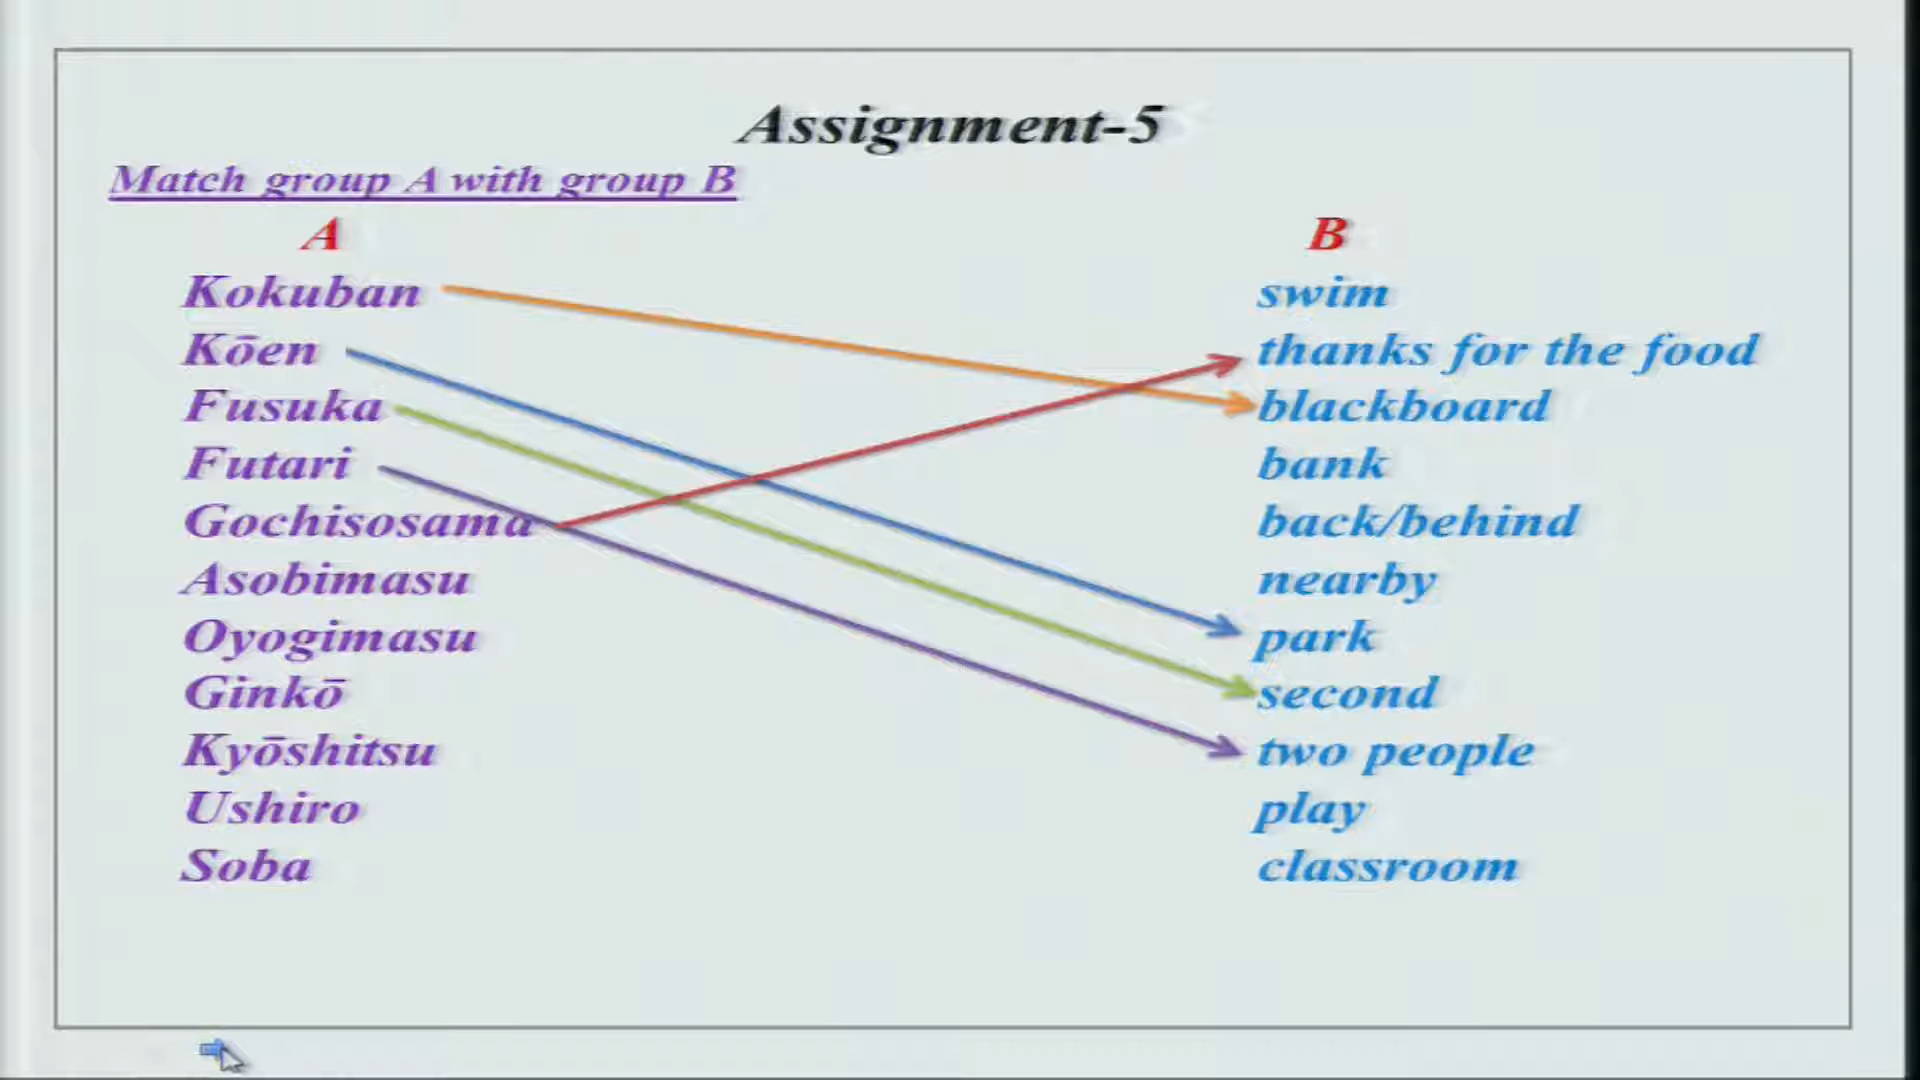 Assignment-5
Match group A with group B
A B
Kokuban swim
Kōen thanks for the food
Fusuka blackboard
Futari bank
Gochisosama back/behind
Asobimasu nearby
Oyogimasu park
Ginkō second
Kyōshitsu two people
Ushiro play
Soba classroom